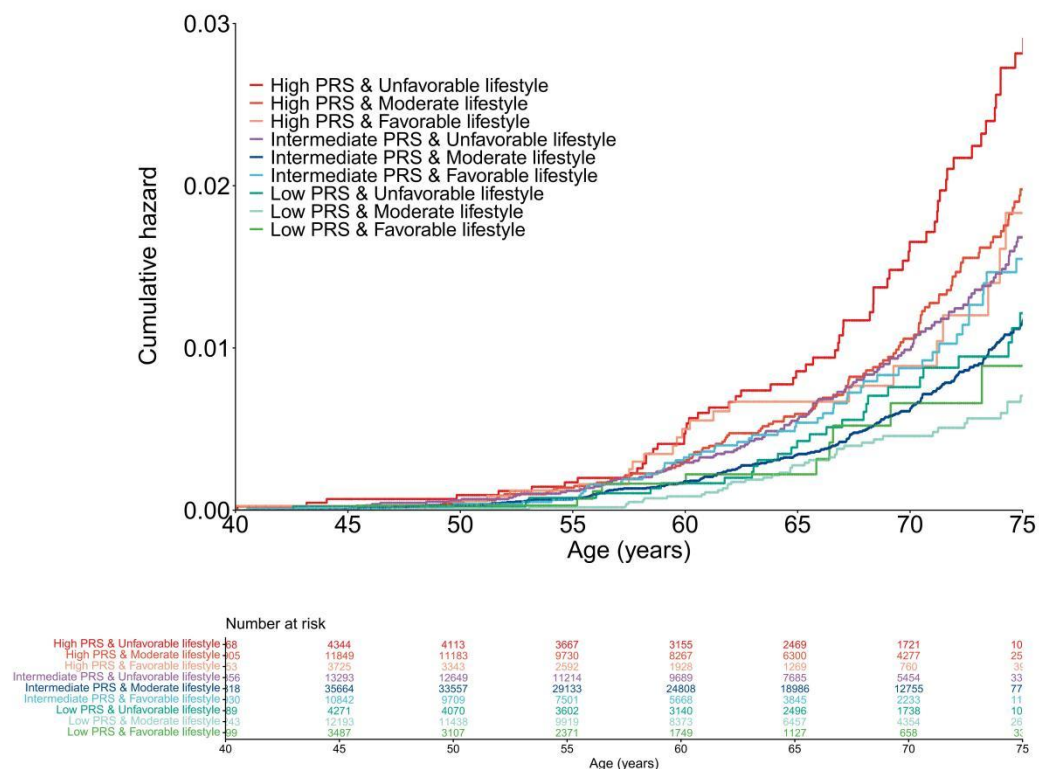 0.03
High PRS & Unfavorable lifestyle
High PRS & Moderate lifestyle
High PRS & Favorable lifestyle
Intermediate PRS & Unfavorable lifestyle
Intermediate PRS & Moderate lifestyle
Intermediate PRS & Favorable lifestyle
Low PRS & Unfavorable lifestyle
Low PRS & Moderate lifestyle
Low PRS & Favorable lifestyle
0.02
Cumulative hazard
0.01
0.00
40 45 50 55 60 65 70 75
Age (years)
Number at risk
High PRS & Unfavorable lifestyle 4344 4113 3667 3155 2469 1721 10
High PRS & Moderate lifestyle 11849 11183 9730 8267 6300 4277 25
High PRS & Favorable lifestyle 3725 3343 2592 1928 1269 760
Intermediate PRS & Unfavorable lifestyle 13293 12649 11214 9689 7685 5454 33
Intermediate PRS & Moderate lifestyle 35664 33557 29133 24808 18986 12755 77
Intermediate PRS & Favorable lifestyle 10842 9709 7501 5668 3845 2233 11
Low PRS & Unfavorable lifestyle 4271 4070 3602 3140 2496 1738 10
Low PRS & Moderate lifestyle 12193 11438 9919 8373 6457 4354 26
Low PRS & Favorable lifestyle 3487 3107 2371 1749 1127 658
40 45 50 55 60 65 70 75
Age (years)